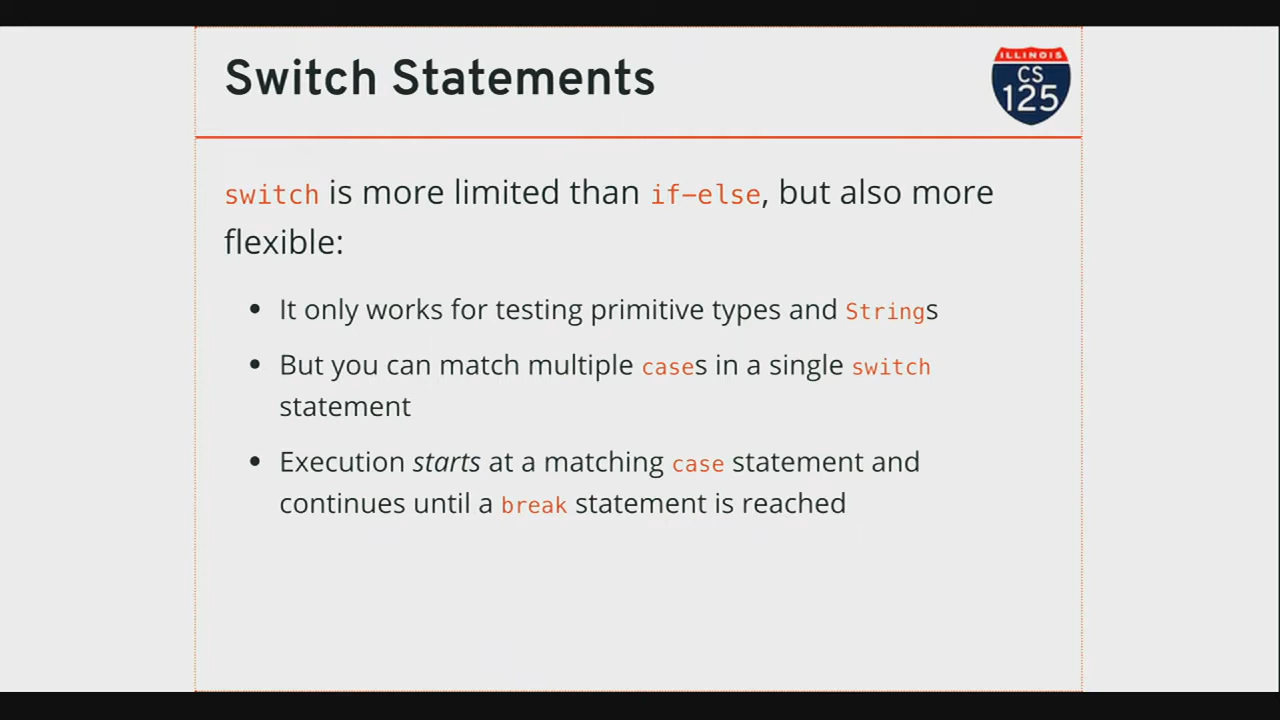 Switch Statements
ILLINOIS
CS
125
switch is more limited than if-else, but also more
flexible:
• It only works for testing primitive types and Strings
• But you can match multiple cases in a single switch
statement
• Execution starts at a matching case statement and
continues until a break statement is reached